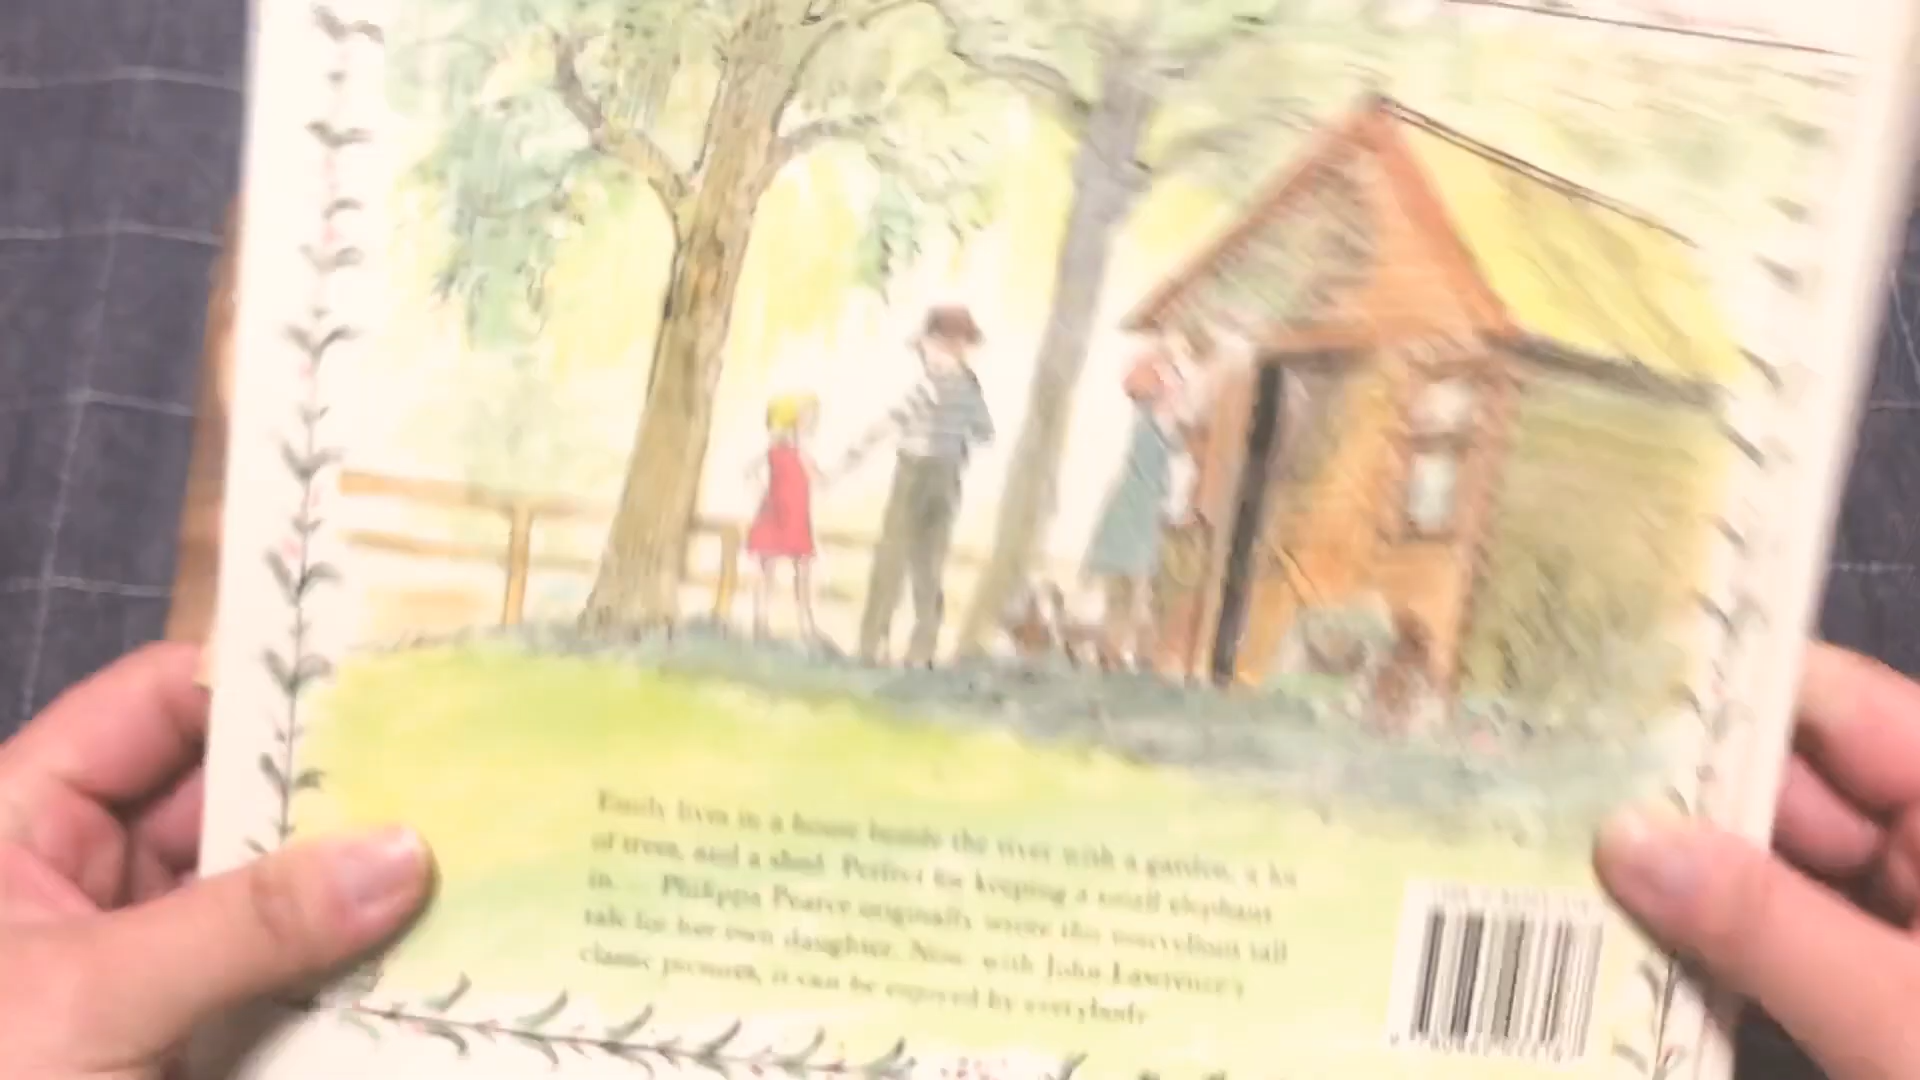 Emily lives in a house beside the river with a garden, a lot
of trees, and a shed. Perfect for keeping a small elephant
in... Philippa Pearce originally wrote this marvellous tall
tale for her own daughter. Now, with John Lawrence's
classic pictures, it can be enjoyed by everybody.